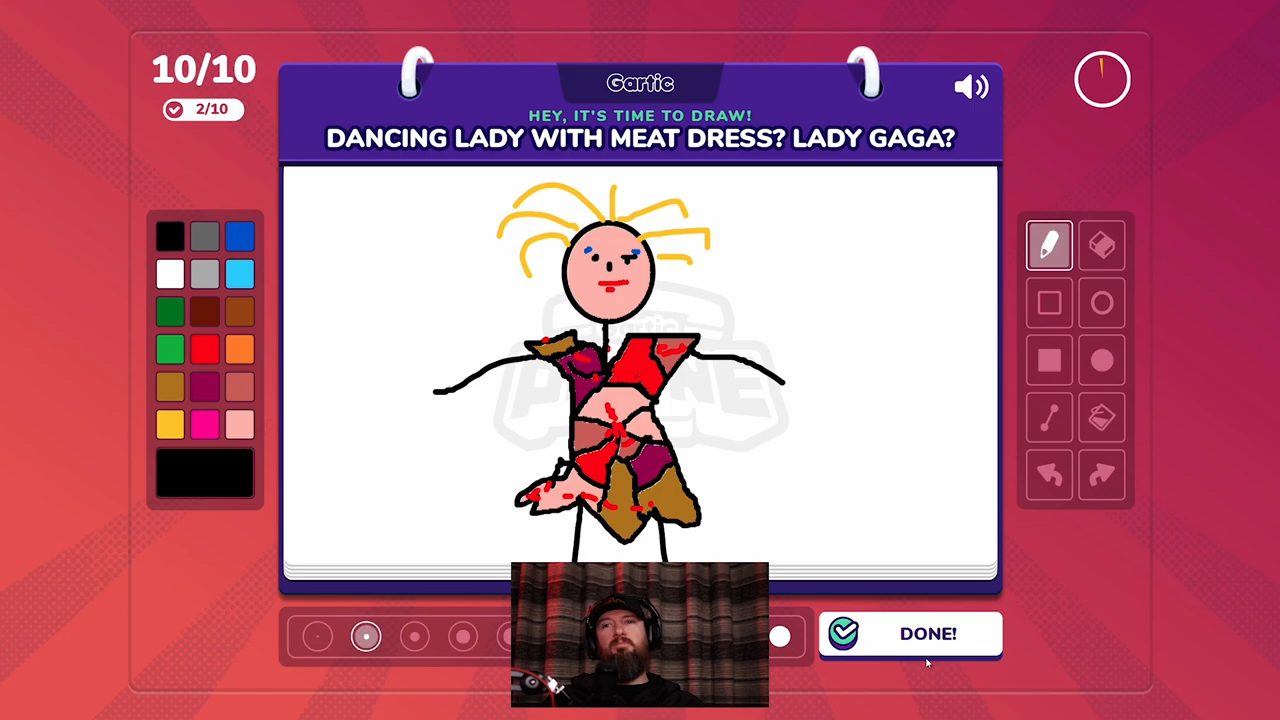 10/10
2/10
Gartic
HEY, IT'S TIME TO DRAW!
DANCING LADY WITH MEAT DRESS? LADY GAGA?
DONE!